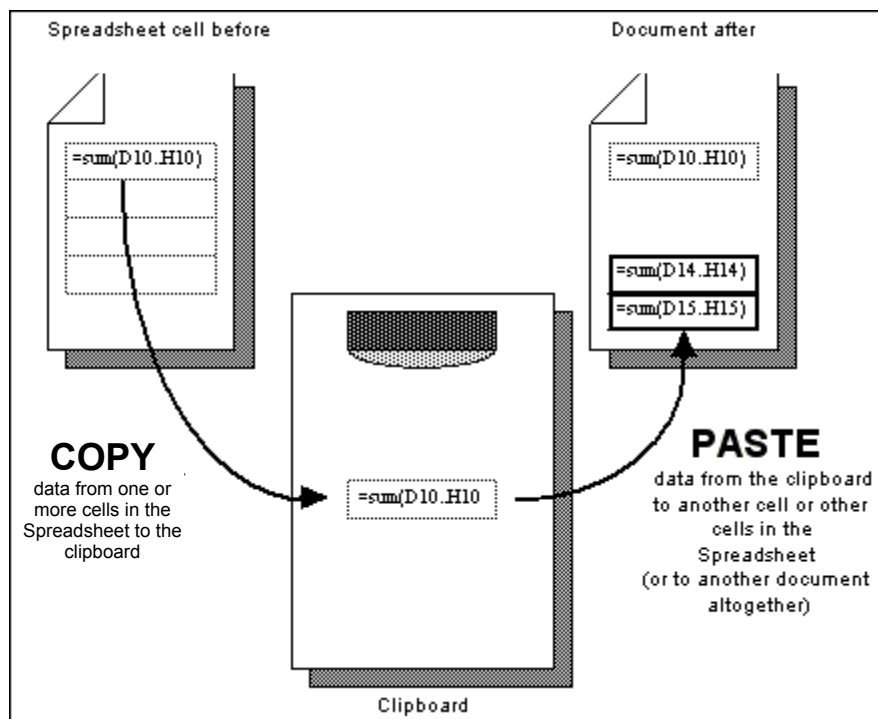 Spreadsheet cell before
Document after
=sum(D10..H10)
=sum(D10..H10)
=sum(D14..H14)
=sum(D15..H15)
COPY
data from one or
more cells in the
Spreadsheet to the
clipboard
=sum(D10..H10
PASTE
data from the clipboard
to another cell or other
cells in the
Spreadsheet
(or to another document
altogether)
Clipboard